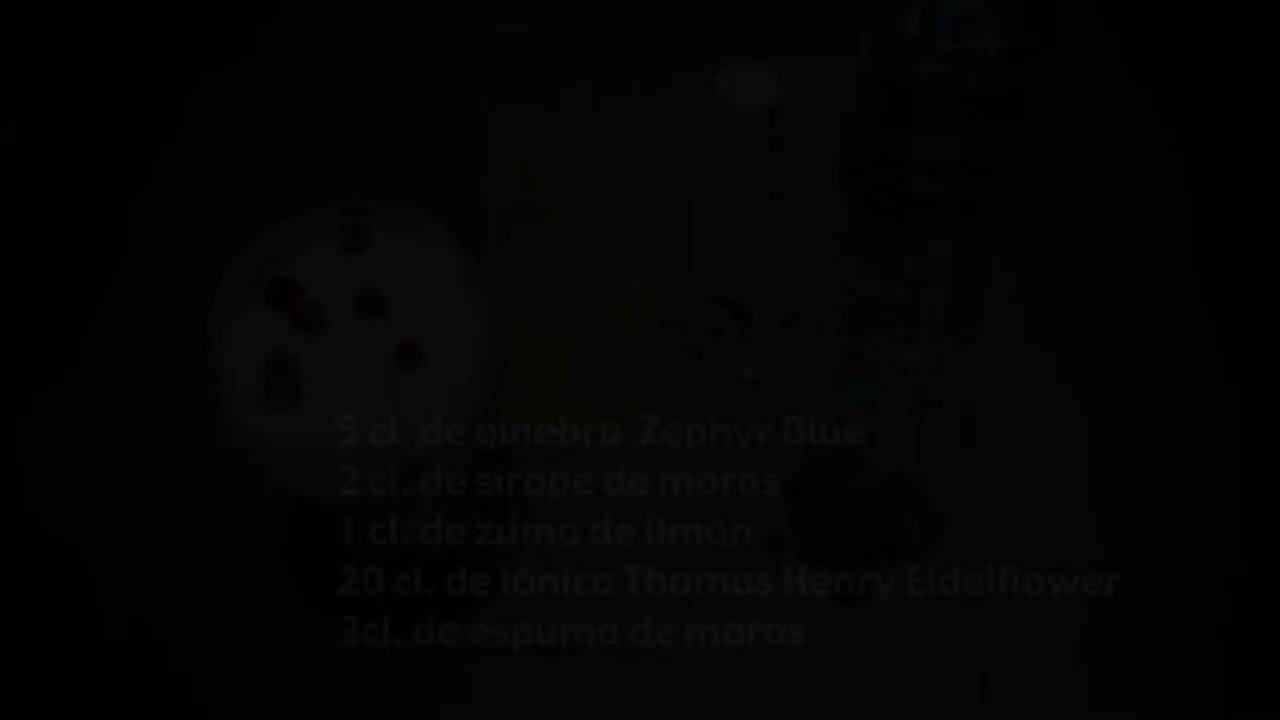 5 cl. de ginebra Zephyr Blue
2 cl. de sirope de moras
1 cl. de zumo de limón
20 cl. de tónica Thomas Henry Eldelflower
3cl. de espuma de moras